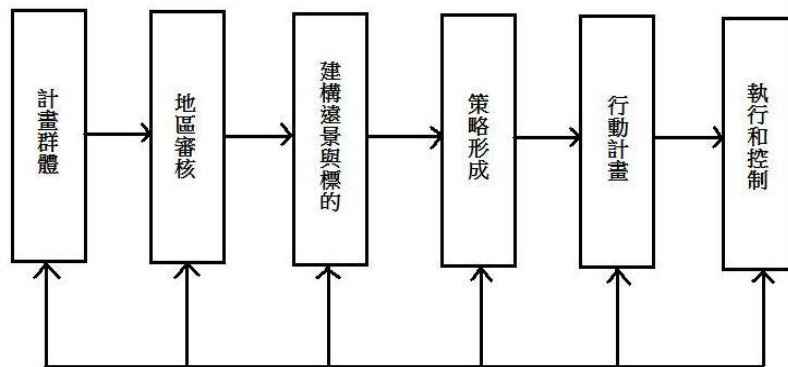 計畫群體
地區審核
建構遠景與標的
策略形成
行動計畫
執行和控制